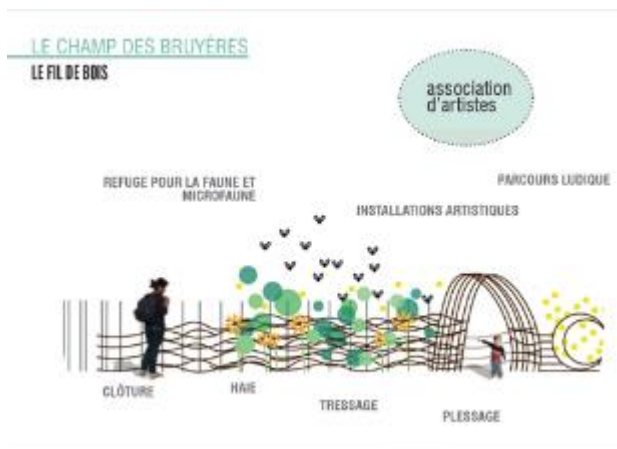 LE CHAMP DES BRUYÈRES
LE FIL DE BOIS
association
d'artistes
REFUGE POUR LA FAUNE ET
MICROFAUNE
PARCOURS LUDIQUE
INSTALLATIONS ARTISTIQUES
CLÔTURE
HAIE
TRESSAGE
PLESSAGE